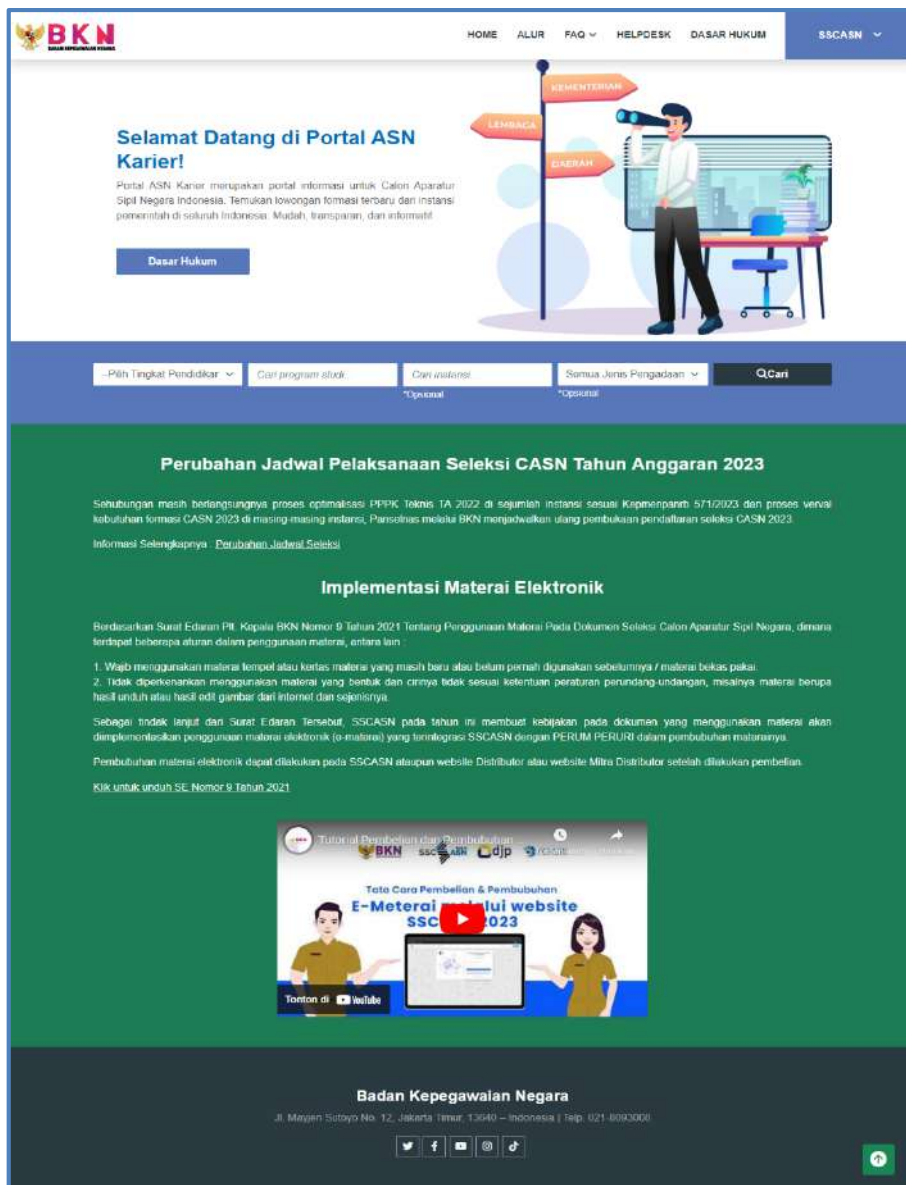 BKN
BADAN KEPEGAWAIAN NEGARA
HOME ALUR FAQ HELPDESK DASAR HUKUM SSCASN
KEMENTERIAN
LEMBAGA
DAERAH
Selamat Datang di Portal ASN
Karier!
Portal ASN Karier merupakan portal informasi untuk Calon Aparatur
Sipil Negara Indonesia. Temukan lowongan formasi terbaru dari instansi
pemerintah di seluruh Indonesia. Mudah, transparan, dan informatif.
Dasar Hukum
--Pilih Tingkat Pendidikar Cari program studi. Cari instansi Semua Jenis Pengadaan Cari
*Opsional *Opsional
Perubahan Jadwal Pelaksanaan Seleksi CASN Tahun Anggaran 2023
Sehubungan masih berlangsungnya proses optimalisasi PPPK Teknis TA 2022 di sejumlah instansi sesuai Kepmenpanrb 571/2023 dan proses verval
kebutuhan formasi CASN 2023 di masing-masing instansi, Panselnas melalui BKN menjadwalkan ulang pembukaan pendaftaran seleksi CASN 2023.
Informasi Selengkapnya : Perubahan Jadwal Seleksi
Implementasi Materai Elektronik
Berdasarkan Surat Edaran Plt. Kepala BKN Nomor 9 Tahun 2021 Tentang Penggunaan Materai Pada Dokumen Seleksi Calon Aparatur Sipil Negara, dimana
terdapat beberapa aturan dalam penggunaan materai, antara lain :
1. Wajib menggunakan materai tempel atau kertas materai yang masih baru atau belum pernah digunakan sebelumnya / materai bekas pakai.
2. Tidak diperkenankan menggunakan materai yang bentuk dan cirinya tidak sesuai ketentuan peraturan perundang-undangan, misalnya materai berupa
hasil unduh atau hasil edit gambar dari internet dan sejenisnya.
Sebagai tindak lanjut dari Surat Edaran Tersebut, SSCASN pada tahun ini membuat kebijakan pada dokumen yang menggunakan materai akan
diimplementasikan penggunaan materai elektronik (e-materai) yang terintegrasi SSCASN dengan PERUM PERURI dalam pembubuhan materainya.
Pembubuhan materai elektronik dapat dilakukan pada SSCASN ataupun website Distributor atau website Mitra Distributor setelah dilakukan pembelian.
Klik untuk unduh SE Nomor 9 Tahun 2021
Tutorial Pembelian dan Pembubuhan
BKN djp
Tata Cara Pembelian & Pembubuhan
E-Meterai melalui website
2023
Tonton di YouTube
Badan Kepegawaian Negara
Jl. Mayjen Sutoyo No. 12, Jakarta Timur, 13640 – Indonesia | Telp. 021-8093008